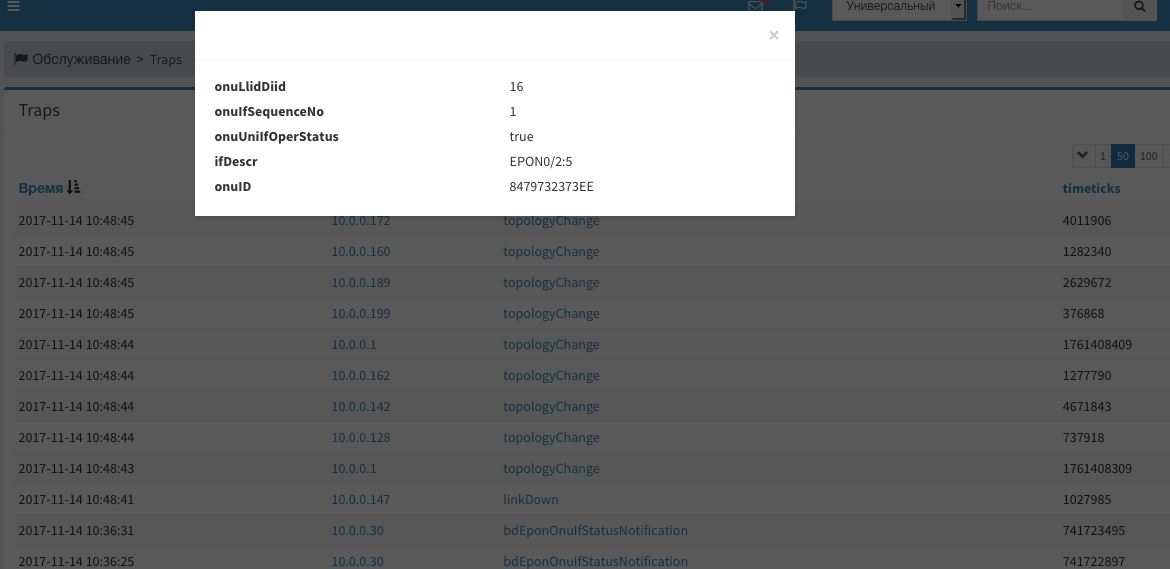 Универсальный Поиск...
×
Обслуживание > Traps
onuLlidDiid 16
onuIfSequenceNo 1
onuUniIfOperStatus true
ifDescr EPON0/2:5
onuID 8479732373EE
Traps
1 50 100
Время timeticks
2017-11-14 10:48:45 10.0.0.172 topologyChange 4011906
2017-11-14 10:48:45 10.0.0.160 topologyChange 1282340
2017-11-14 10:48:45 10.0.0.189 topologyChange 2629672
2017-11-14 10:48:45 10.0.0.199 topologyChange 376868
2017-11-14 10:48:44 10.0.0.1 topologyChange 1761408409
2017-11-14 10:48:44 10.0.0.162 topologyChange 1277790
2017-11-14 10:48:44 10.0.0.142 topologyChange 4671843
2017-11-14 10:48:44 10.0.0.128 topologyChange 737918
2017-11-14 10:48:43 10.0.0.1 topologyChange 1761408309
2017-11-14 10:48:41 10.0.0.147 linkDown 1027985
2017-11-14 10:36:31 10.0.0.30 bdEponOnuIfStatusNotification 741723495
2017-11-14 10:36:25 10.0.0.30 bdEponOnuIfStatusNotification 741722897